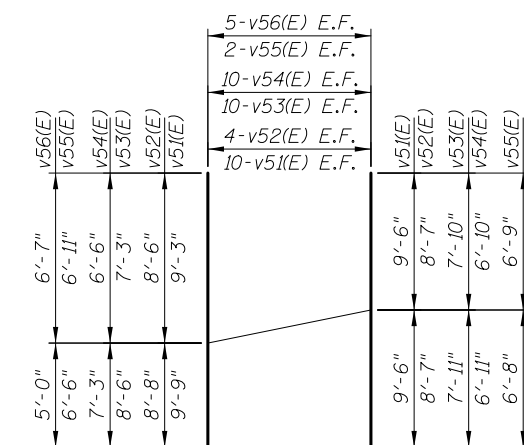 5-v56(E) E.F.
2-v55(E) E.F.
10-v54(E) E.F.
10-v53(E) E.F.
4-v52(E) E.F.
10-v51(E) E.F.
v56(E)
v55(E)
v54(E)
v53(E)
v52(E)
v51(E)
6'-7"
6'-11"
6'-6"
7'-3"
8'-6"
9'-3"
5'-0"
6'-6"
7'-3"
8'-6"
8'-8"
9'-9"
v51(E)
v52(E)
v53(E)
v54(E)
v55(E)
9'-6"
8'-7"
7'-10"
6'-10"
6'-9"
9'-6"
8'-7"
7'-11"
6'-11"
6'-8"